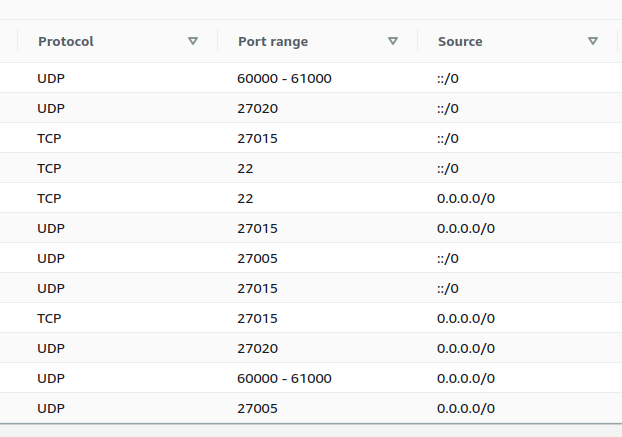 Protocol Port range Source
UDP 60000 - 61000 ::/0
UDP 27020 ::/0
TCP 27015 ::/0
TCP 22 ::/0
TCP 22 0.0.0.0/0
UDP 27015 0.0.0.0/0
UDP 27005 ::/0
UDP 27015 ::/0
TCP 27015 0.0.0.0/0
UDP 27020 0.0.0.0/0
UDP 60000 - 61000 0.0.0.0/0
UDP 27005 0.0.0.0/0